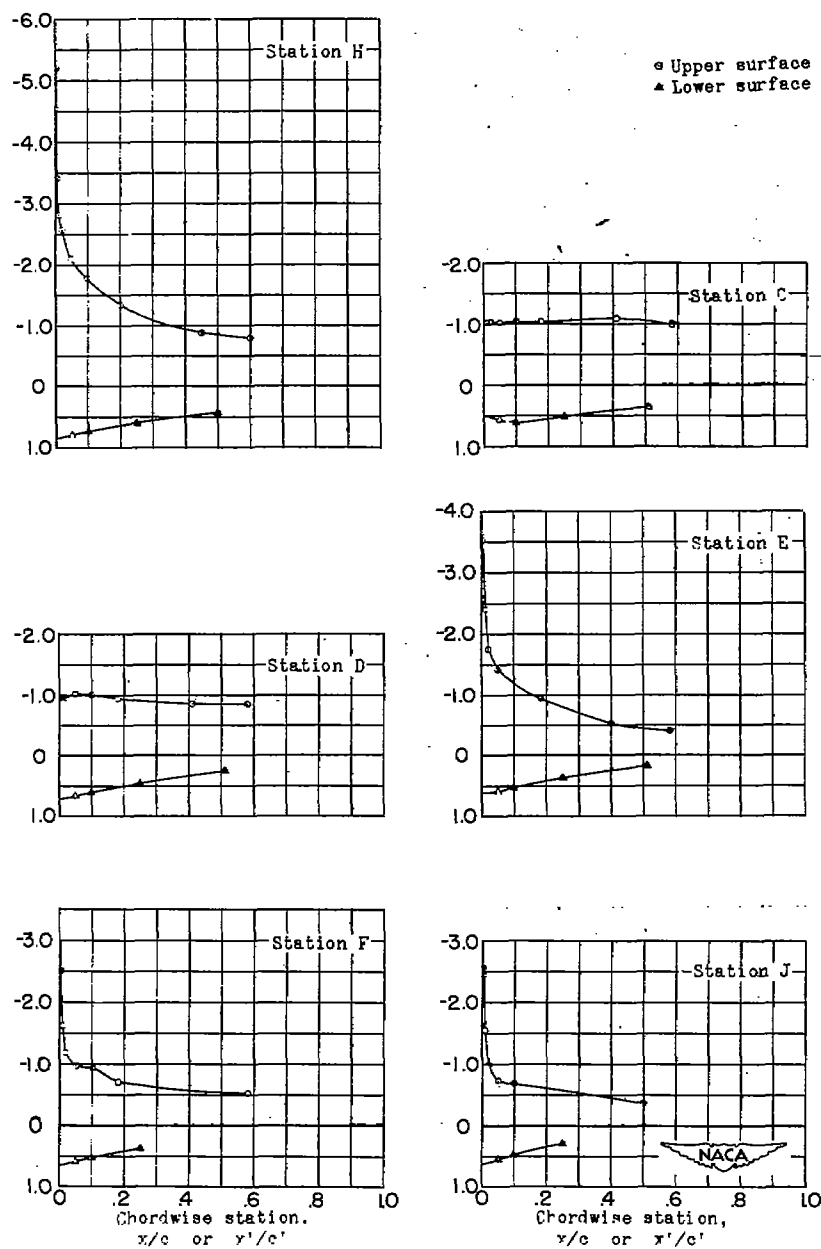 Station H
-6.0
-5.0
-4.0
-3.0
-2.0
-1.0
0
1.0
Upper surface
Lower surface
Station C
-2.0
-1.0
0
1.0
Station D
-2.0
-1.0
0
1.0
Station E
-4.0
-3.0
-2.0
-1.0
0
1.0
Station F
-3.0
-2.0
-1.0
0
1.0
0 .2 .4 .6 .8 1.0
Chordwise station.
x/c or x'/c'
Station J
-3.0
-2.0
-1.0
0
1.0
0 .2 .4 .6 .8 1.0
Chordwise station,
x/c or x'/c'
NACA